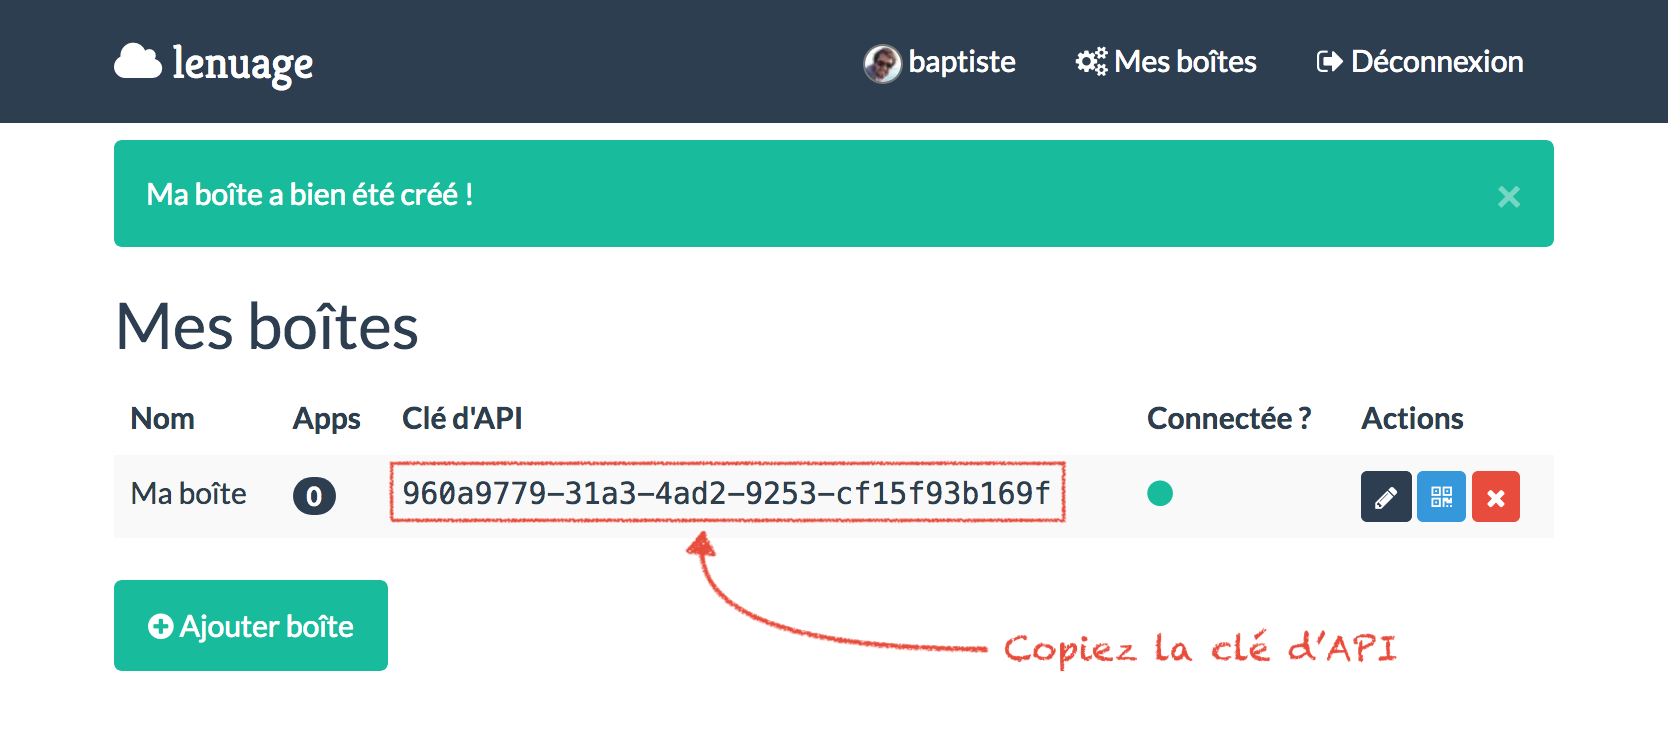 lenuage
baptiste Mes boîtes Déconnexion
Ma boîte a bien été créé !
Mes boîtes
Nom Apps Clé d'API Connectée ? Actions
Ma boîte 0 960a9779-31a3-4ad2-9253-cf15f93b169f
Ajouter boîte
Copiez la clé d'API